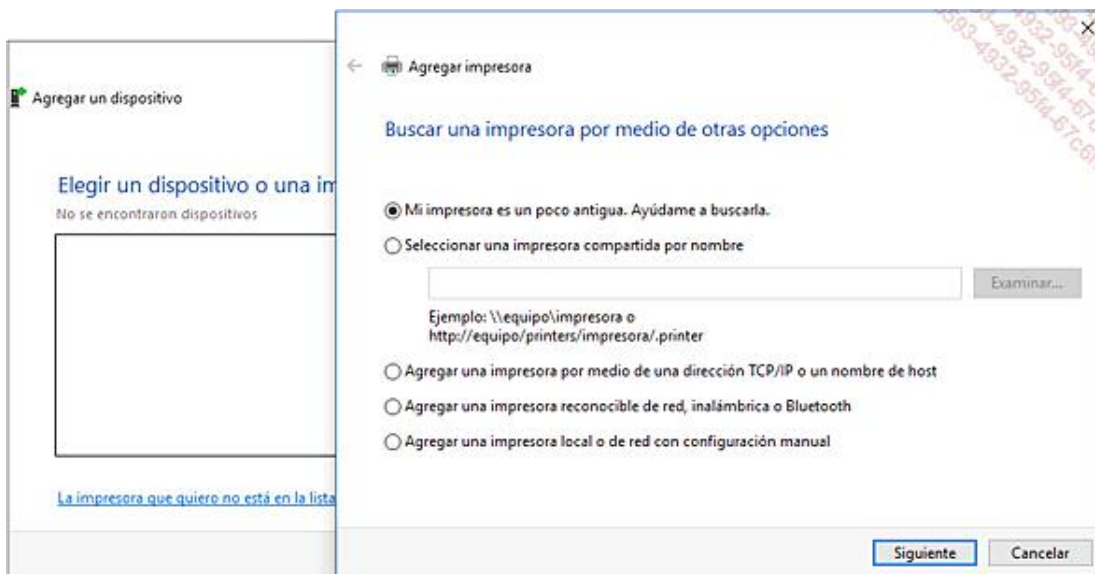 Agregar un dispositivo
Elegir un dispositivo o una im
No se encontraron dispositivos
La impresora que quiero no está en la lista
Agregar impresora
Buscar una impresora por medio de otras opciones
Mi impresora es un poco antigua. Ayúdame a buscarla.
Seleccionar una impresora compartida por nombre
Examinar...
Ejemplo: \\equipo\impresora o
http://equipo/printers/impresora/.printer
Agregar una impresora por medio de una dirección TCP/IP o un nombre de host
Agregar una impresora reconocible de red, inalámbrica o Bluetooth
Agregar una impresora local o de red con configuración manual
Siguiente
Cancelar